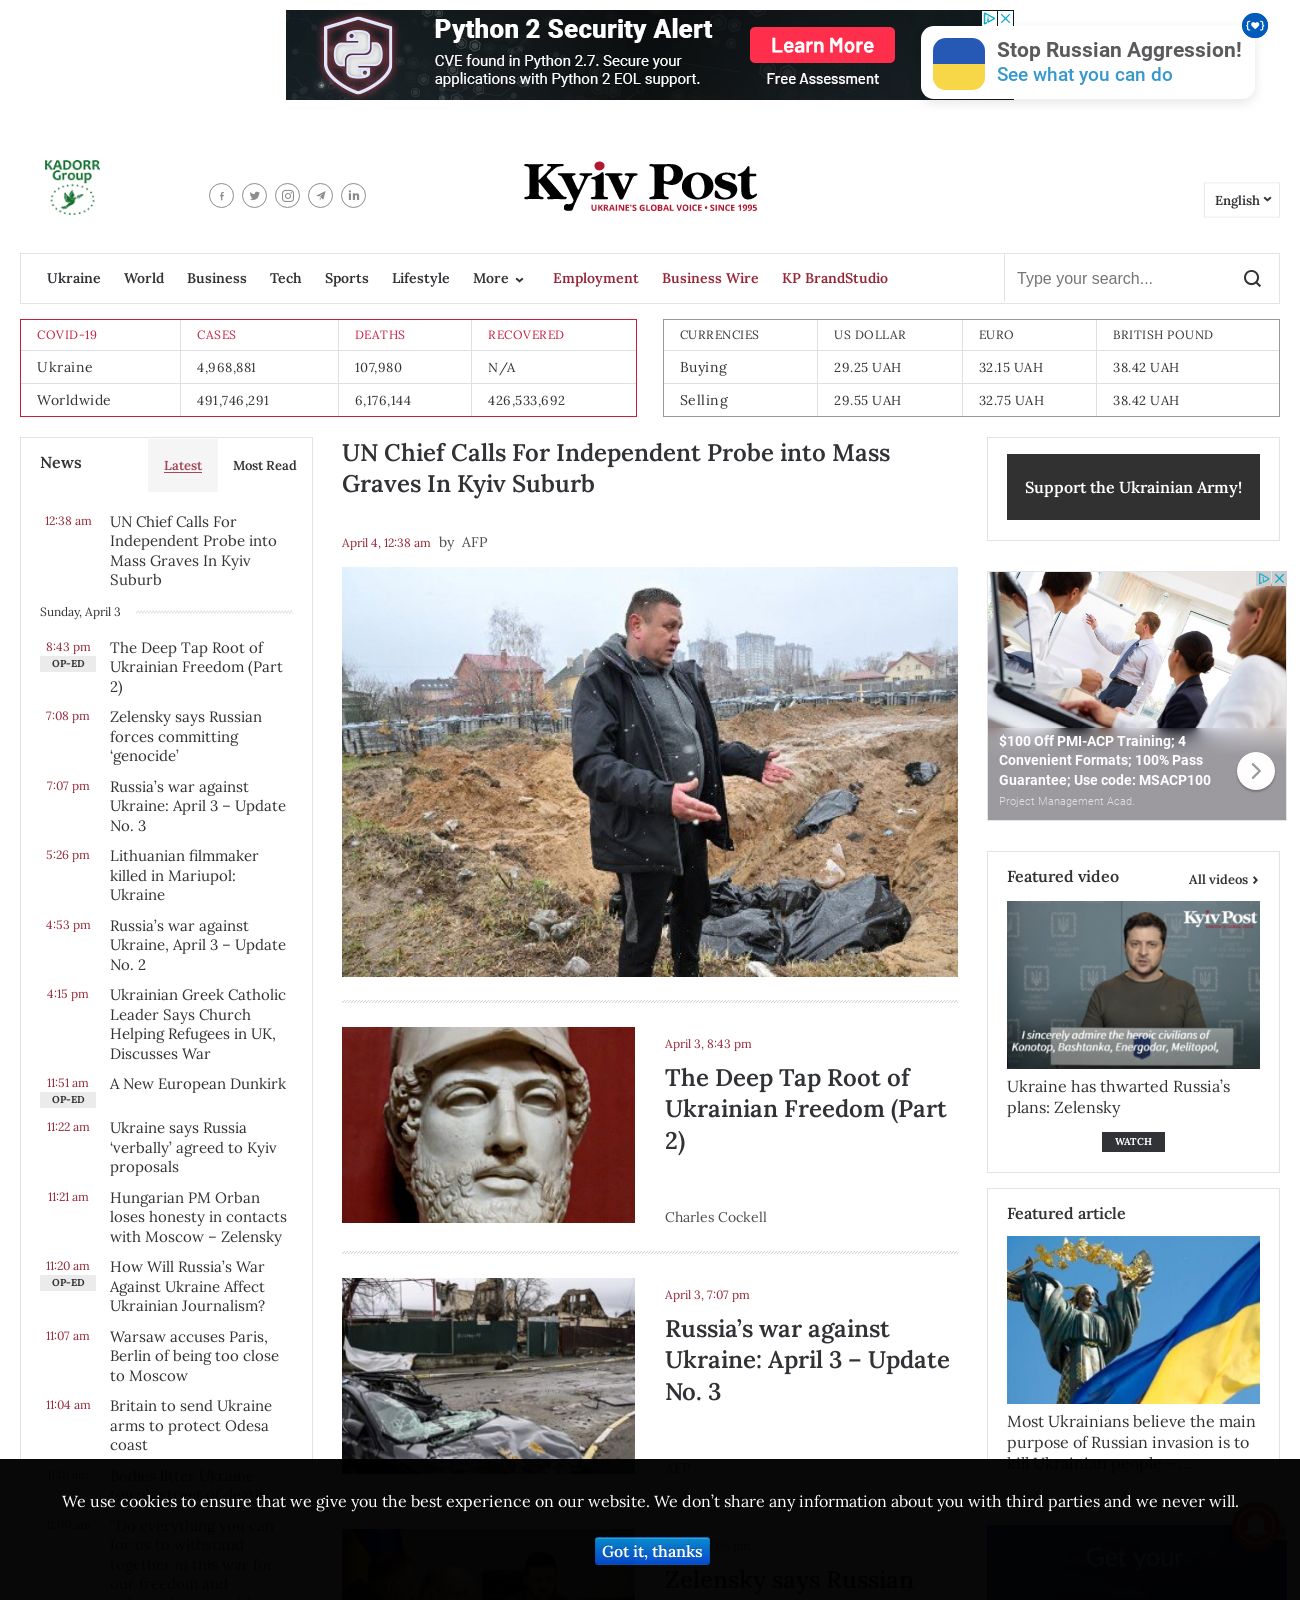 Python 2 Security Alert
CVE found in Python 2.7. Secure your
applications with Python 2 EOL support.
Learn More
Free Assessment
Stop Russian Aggression!
See what you can do
KADORR
Group
Kyiv Post
UKRAINE'S GLOBAL VOICE • SINCE 1995
English
Ukraine World Business Tech Sports Lifestyle More Employment Business Wire KP BrandStudio
Type your search...
COVID-19 CASES DEATHS RECOVERED
Ukraine 4,968,881 107,980 N/A
Worldwide 491,746,291 6,176,144 426,533,692
CURRENCIES US DOLLAR EURO BRITISH POUND
Buying 29.25 UAH 32.15 UAH 38.42 UAH
Selling 29.55 UAH 32.75 UAH 38.42 UAH
News Latest Most Read
12:38 am UN Chief Calls For
Independent Probe into
Mass Graves In Kyiv
Suburb
Sunday, April 3
8:43 pm The Deep Tap Root of
OP-ED Ukrainian Freedom (Part
2)
7:08 pm Zelensky says Russian
forces committing
‘genocide’
7:07 pm Russia’s war against
Ukraine: April 3 – Update
No. 3
5:26 pm Lithuanian filmmaker
killed in Mariupol:
Ukraine
4:53 pm Russia’s war against
Ukraine, April 3 – Update
No. 2
4:15 pm Ukrainian Greek Catholic
Leader Says Church
Helping Refugees in UK,
Discusses War
11:51 am A New European Dunkirk
OP-ED
11:22 am Ukraine says Russia
‘verbally’ agreed to Kyiv
proposals
11:21 am Hungarian PM Orban
loses honesty in contacts
with Moscow – Zelensky
11:20 am How Will Russia’s War
OP-ED Against Ukraine Affect
Ukrainian Journalism?
11:07 am Warsaw accuses Paris,
Berlin of being too close
to Moscow
11:04 am Britain to send Ukraine
arms to protect Odesa
coast
UN Chief Calls For Independent Probe into Mass
Graves In Kyiv Suburb
April 4, 12:38 am by AFP
April 3, 8:43 pm
The Deep Tap Root of
Ukrainian Freedom (Part
2)
Charles Cockell
April 3, 7:07 pm
Russia’s war against
Ukraine: April 3 – Update
No. 3
Zelensky says Russian
Support the Ukrainian Army!
$100 Off PMI-ACP Training; 4
Convenient Formats; 100% Pass
Guarantee; Use code: MSACP100
Project Management Acad.
Featured video All videos
Kyiv Post
I sincerely admire the heroic civilians of
Konotop, Bashtanka, Energodar, Melitopol,
Ukraine has thwarted Russia’s
plans: Zelensky
WATCH
Featured article
Most Ukrainians believe the main
purpose of Russian invasion is to
kill Ukrainian people
Get your
We use cookies to ensure that we give you the best experience on our website. We don’t share any information about you with third parties and we never will.
Got it, thanks